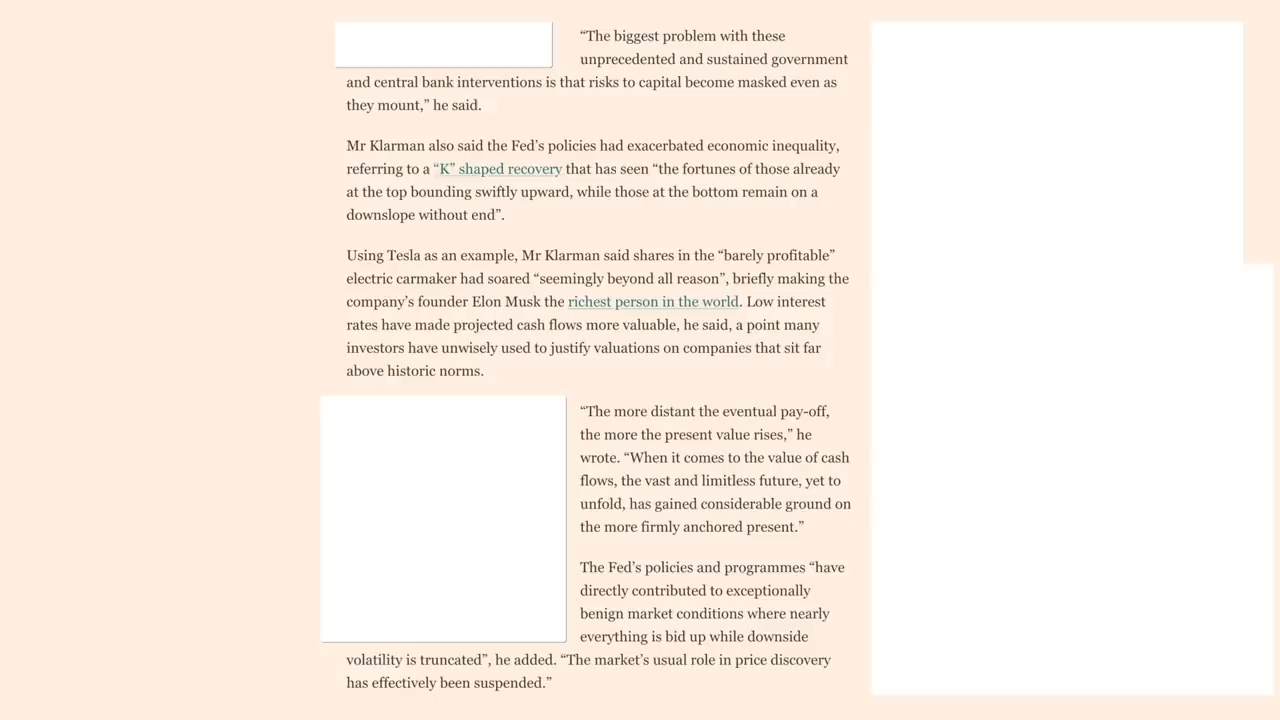 “The biggest problem with these
unprecedented and sustained government
and central bank interventions is that risks to capital become masked even as
they mount,” he said.
Mr Klarman also said the Fed’s policies had exacerbated economic inequality,
referring to a “K” shaped recovery that has seen “the fortunes of those already
at the top bounding swiftly upward, while those at the bottom remain on a
downslope without end”.
Using Tesla as an example, Mr Klarman said shares in the “barely profitable”
electric carmaker had soared “seemingly beyond all reason”, briefly making the
company’s founder Elon Musk the richest person in the world. Low interest
rates have made projected cash flows more valuable, he said, a point many
investors have unwisely used to justify valuations on companies that sit far
above historic norms.
“The more distant the eventual pay-off,
the more the present value rises,” he
wrote. “When it comes to the value of cash
flows, the vast and limitless future, yet to
unfold, has gained considerable ground on
the more firmly anchored present.”
The Fed’s policies and programmes “have
directly contributed to exceptionally
benign market conditions where nearly
everything is bid up while downside
volatility is truncated”, he added. “The market’s usual role in price discovery
has effectively been suspended.”